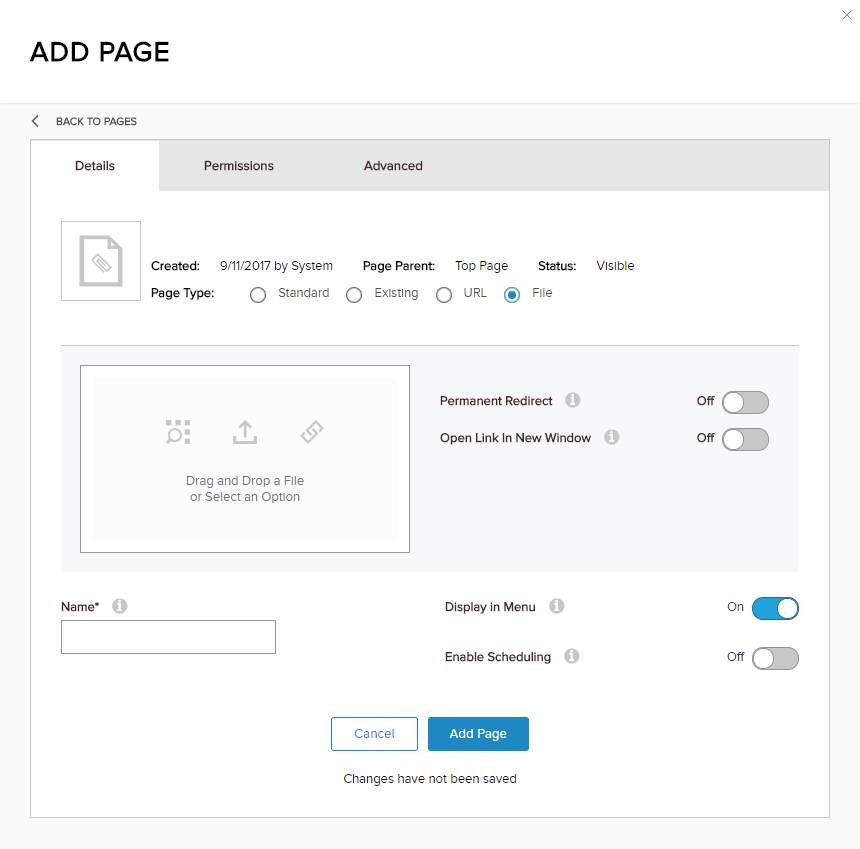 ADD PAGE
BACK TO PAGES
Details Permissions Advanced
Created: 9/11/2017 by System Page Parent: Top Page Status: Visible
Page Type: Standard Existing URL File
Permanent Redirect Off
Open Link In New Window Off
Drag and Drop a File
or Select an Option
Name* Display in Menu On
Enable Scheduling Off
Cancel Add Page
Changes have not been saved